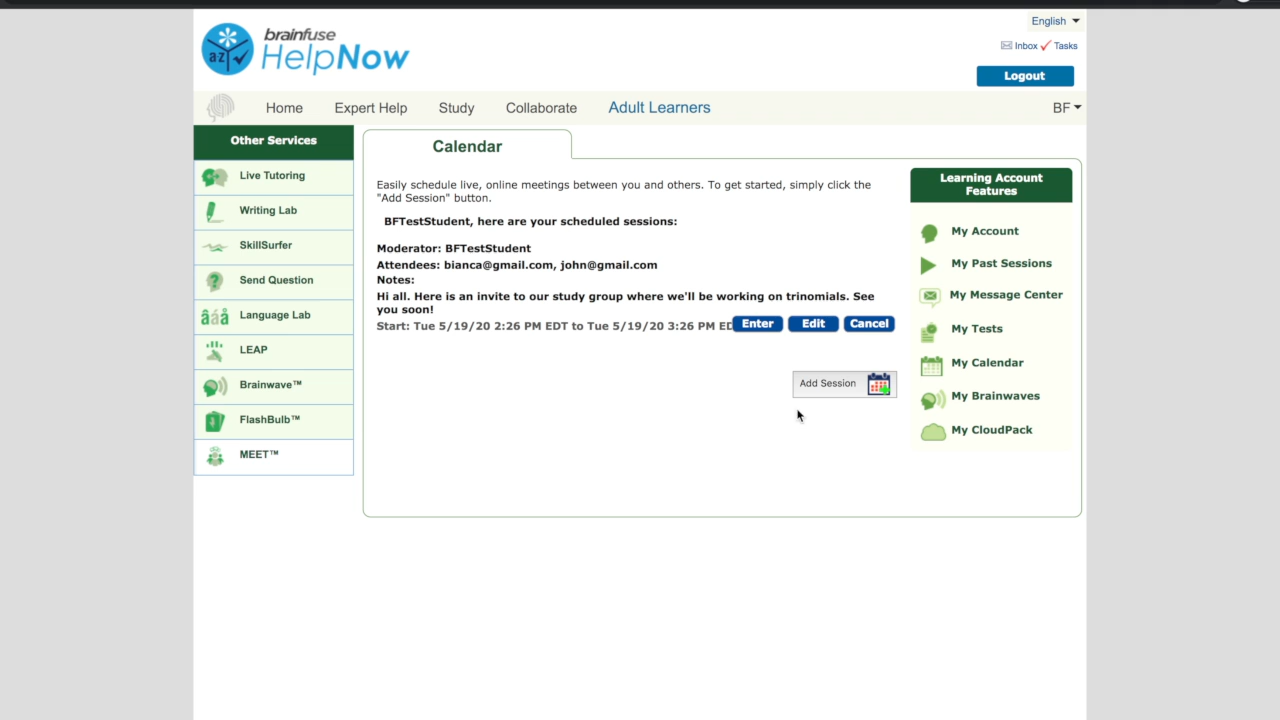 brainfuse
HelpNow
English
Inbox Tasks
Logout
Home Expert Help Study Collaborate Adult Learners BF
Other Services
Live Tutoring
Writing Lab
SkillSurfer
Send Question
Language Lab
LEAP
Brainwave™
FlashBulb™
MEET™
Calendar
Easily schedule live, online meetings between you and others. To get started, simply click the
"Add Session" button.
BFTestStudent, here are your scheduled sessions:
Moderator: BFTestStudent
Attendees: bianca@gmail.com, john@gmail.com
Notes:
Hi all. Here is an invite to our study group where we'll be working on trinomials. See
you soon!
Start: Tue 5/19/20 2:26 PM EDT to Tue 5/19/20 3:26 PM ED
Enter Edit Cancel
Add Session
Learning Account
Features
My Account
My Past Sessions
My Message Center
My Tests
My Calendar
My Brainwaves
My CloudPack